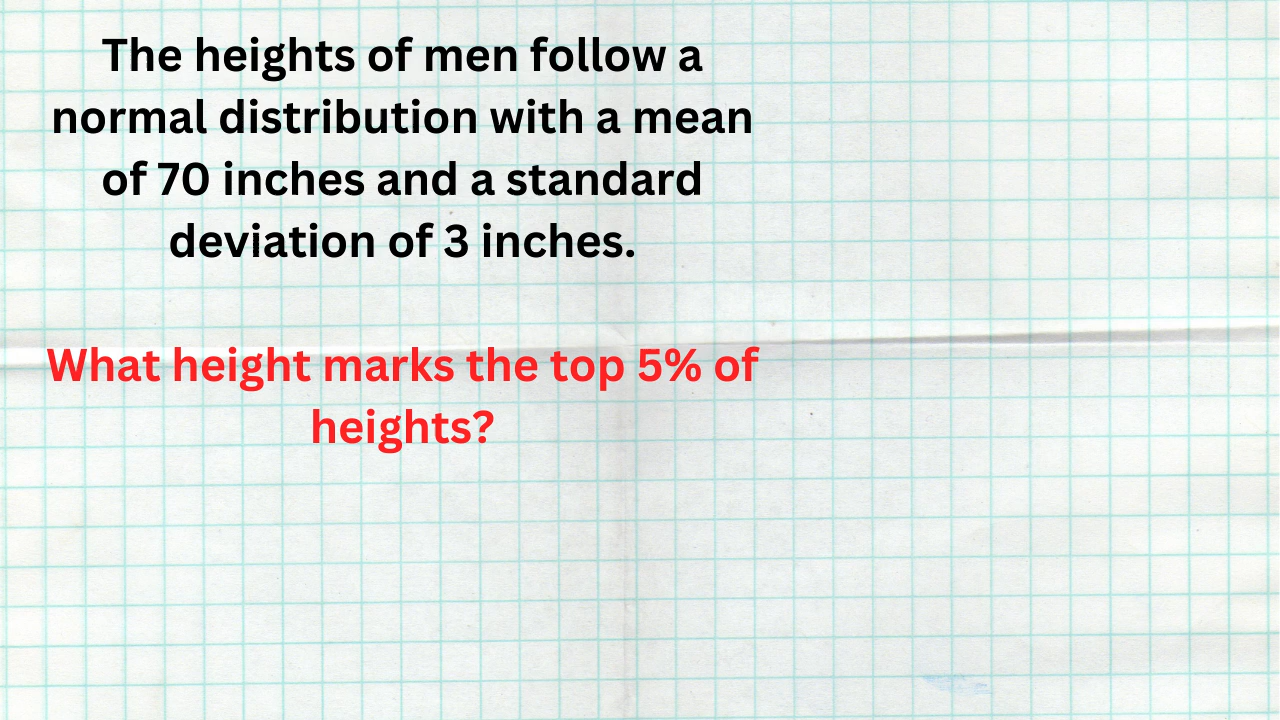 The heights of men follow a
normal distribution with a mean
of 70 inches and a standard
deviation of 3 inches.
What height marks the top 5% of
heights?